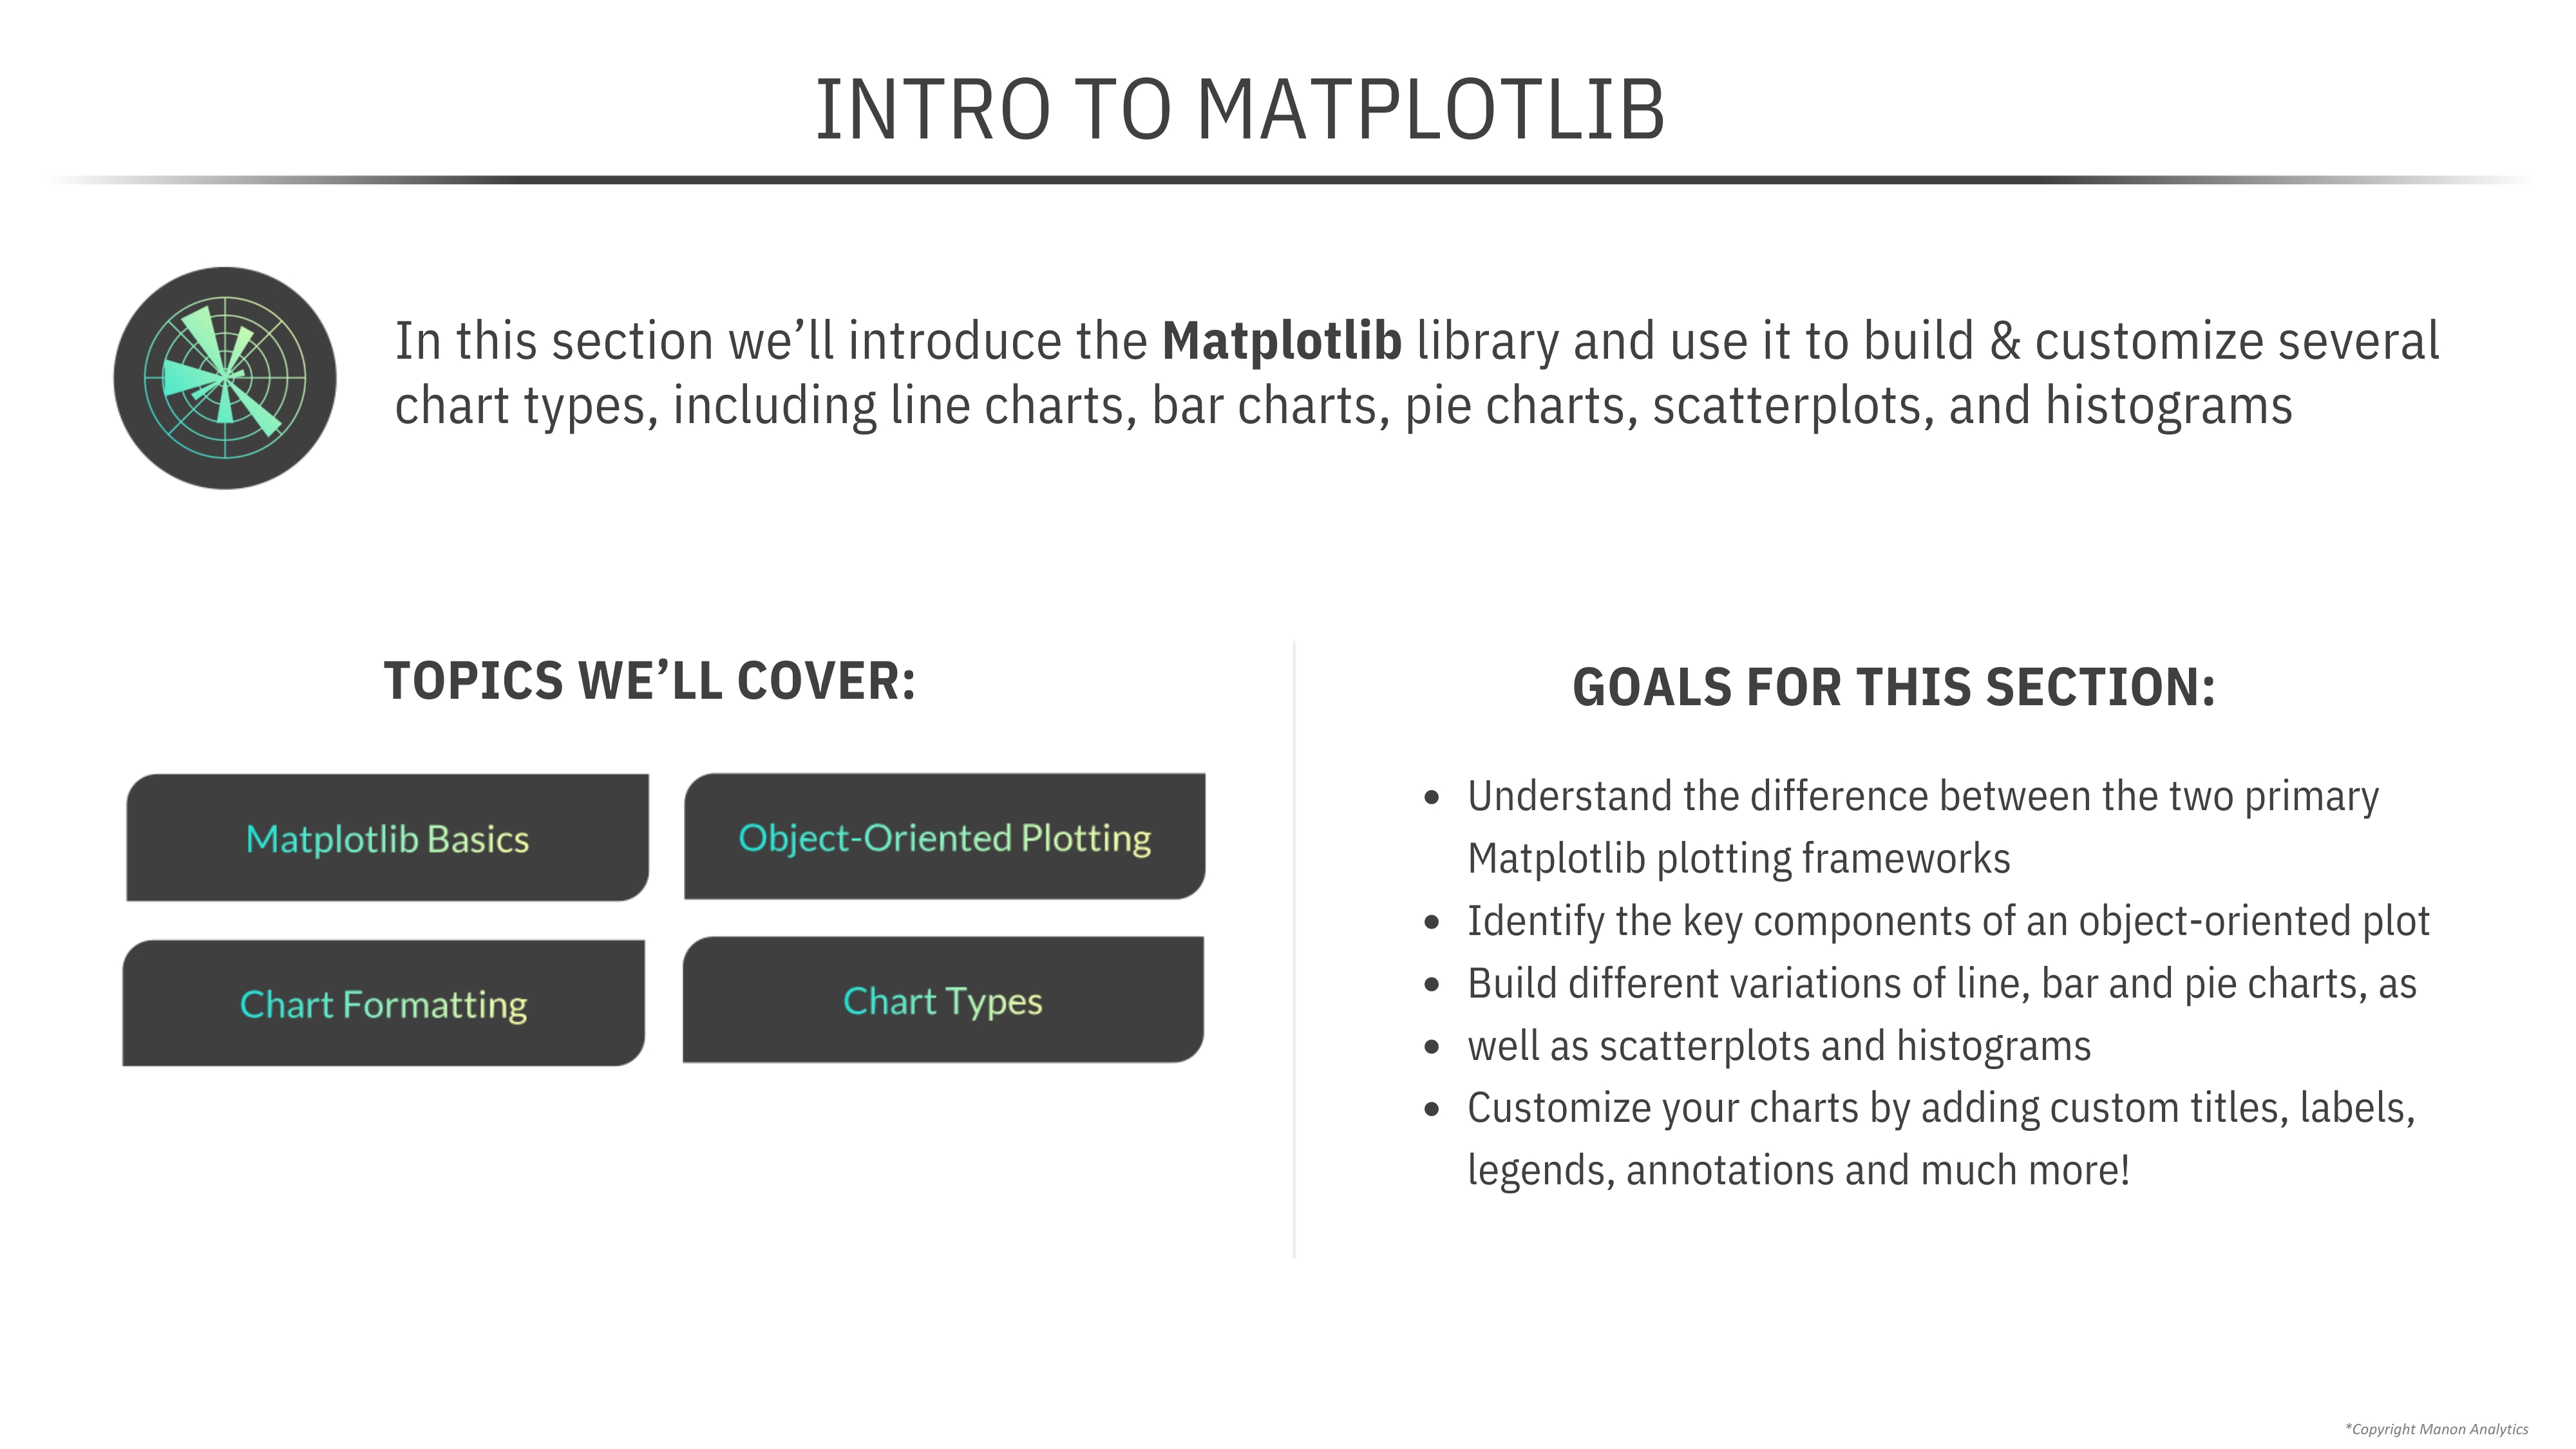 INTRO TO MATPLOTLIB
In this section we’ll introduce the Matplotlib library and use it to build & customize several
chart types, including line charts, bar charts, pie charts, scatterplots, and histograms
TOPICS WE’LL COVER:
Matplotlib Basics
Object-Oriented Plotting
Chart Formatting
Chart Types
GOALS FOR THIS SECTION:
• Understand the difference between the two primary
Matplotlib plotting frameworks
• Identify the key components of an object-oriented plot
• Build different variations of line, bar and pie charts, as
• well as scatterplots and histograms
• Customize your charts by adding custom titles, labels,
legends, annotations and much more!
*Copyright Manon Analytics